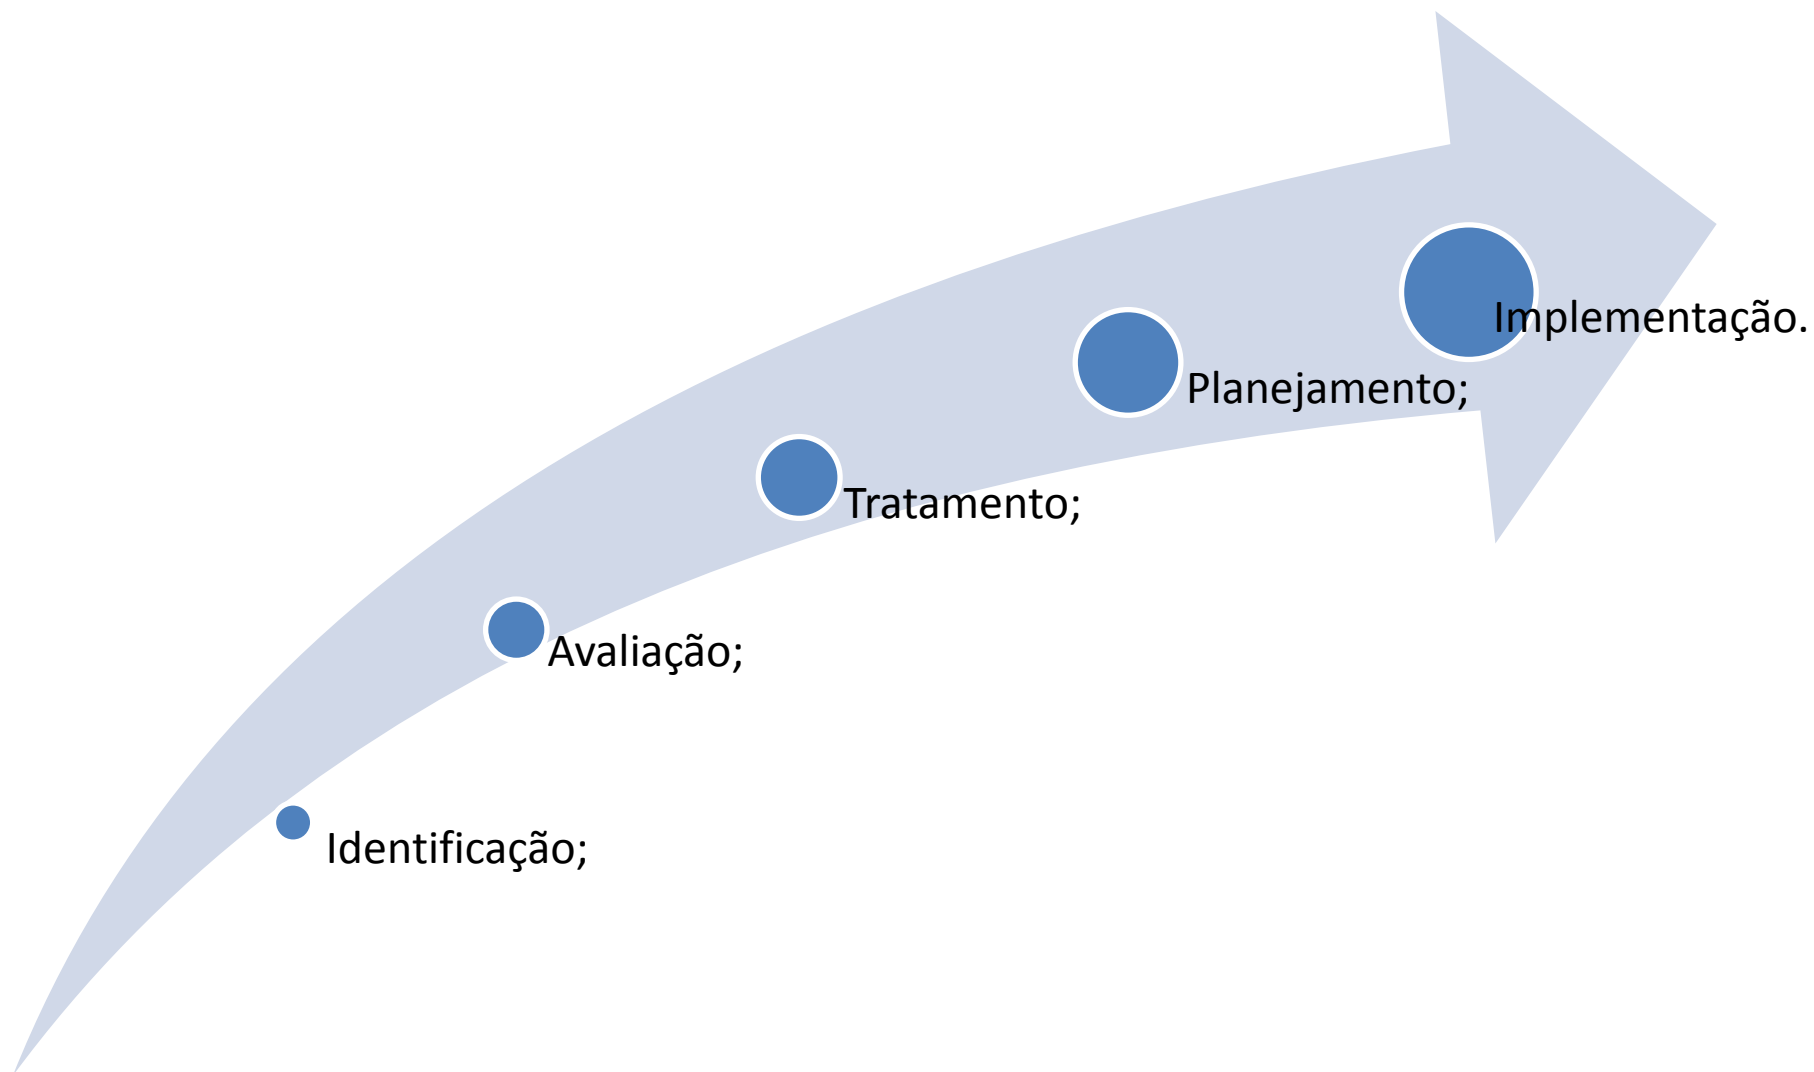 Identificação;
Avaliação;
Tratamento;
Planejamento;
Implementação.